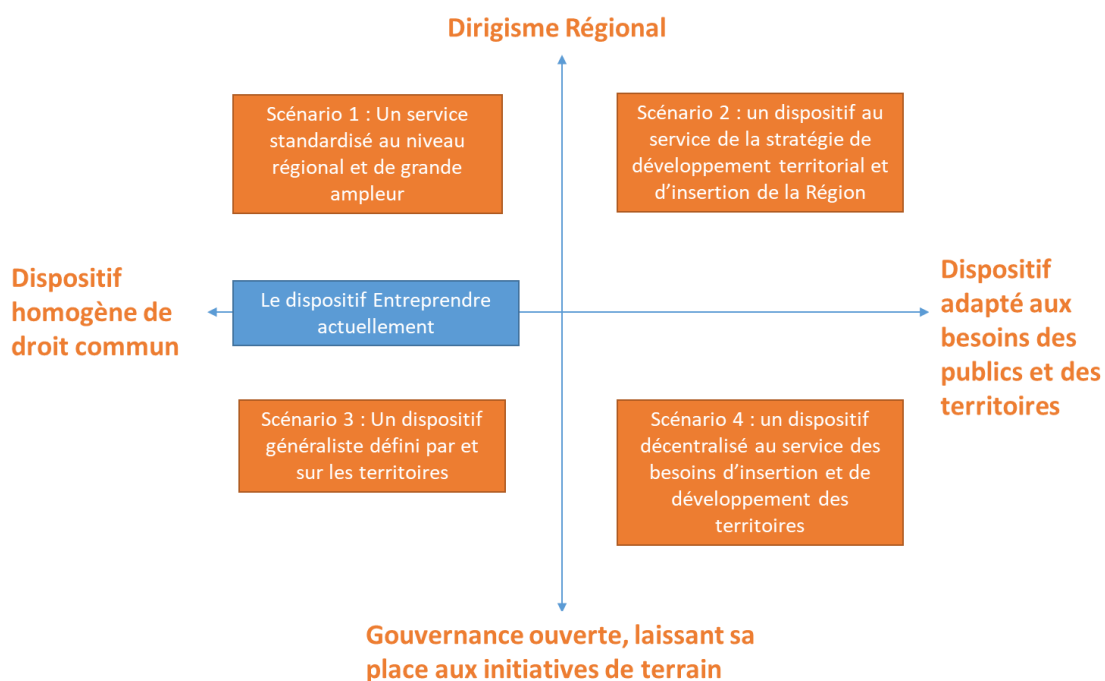 Dirigisme Régional
Scénario 1 : Un service
standardisé au niveau
régional et de grande
ampleur
Scénario 2 : un dispositif au
service de la stratégie de
développement territorial et
d’insertion de la Région
Dispositif
homogène de
droit commun
Le dispositif Entreprendre
actuellement
Dispositif
adapté aux
besoins des
publics et des
territoires
Scénario 3 : Un dispositif
généraliste défini par et
sur les territoires
Scénario 4 : un dispositif
décentralisé au service des
besoins d’insertion et de
développement des
territoires
Gouvernance ouverte, laissant sa
place aux initiatives de terrain